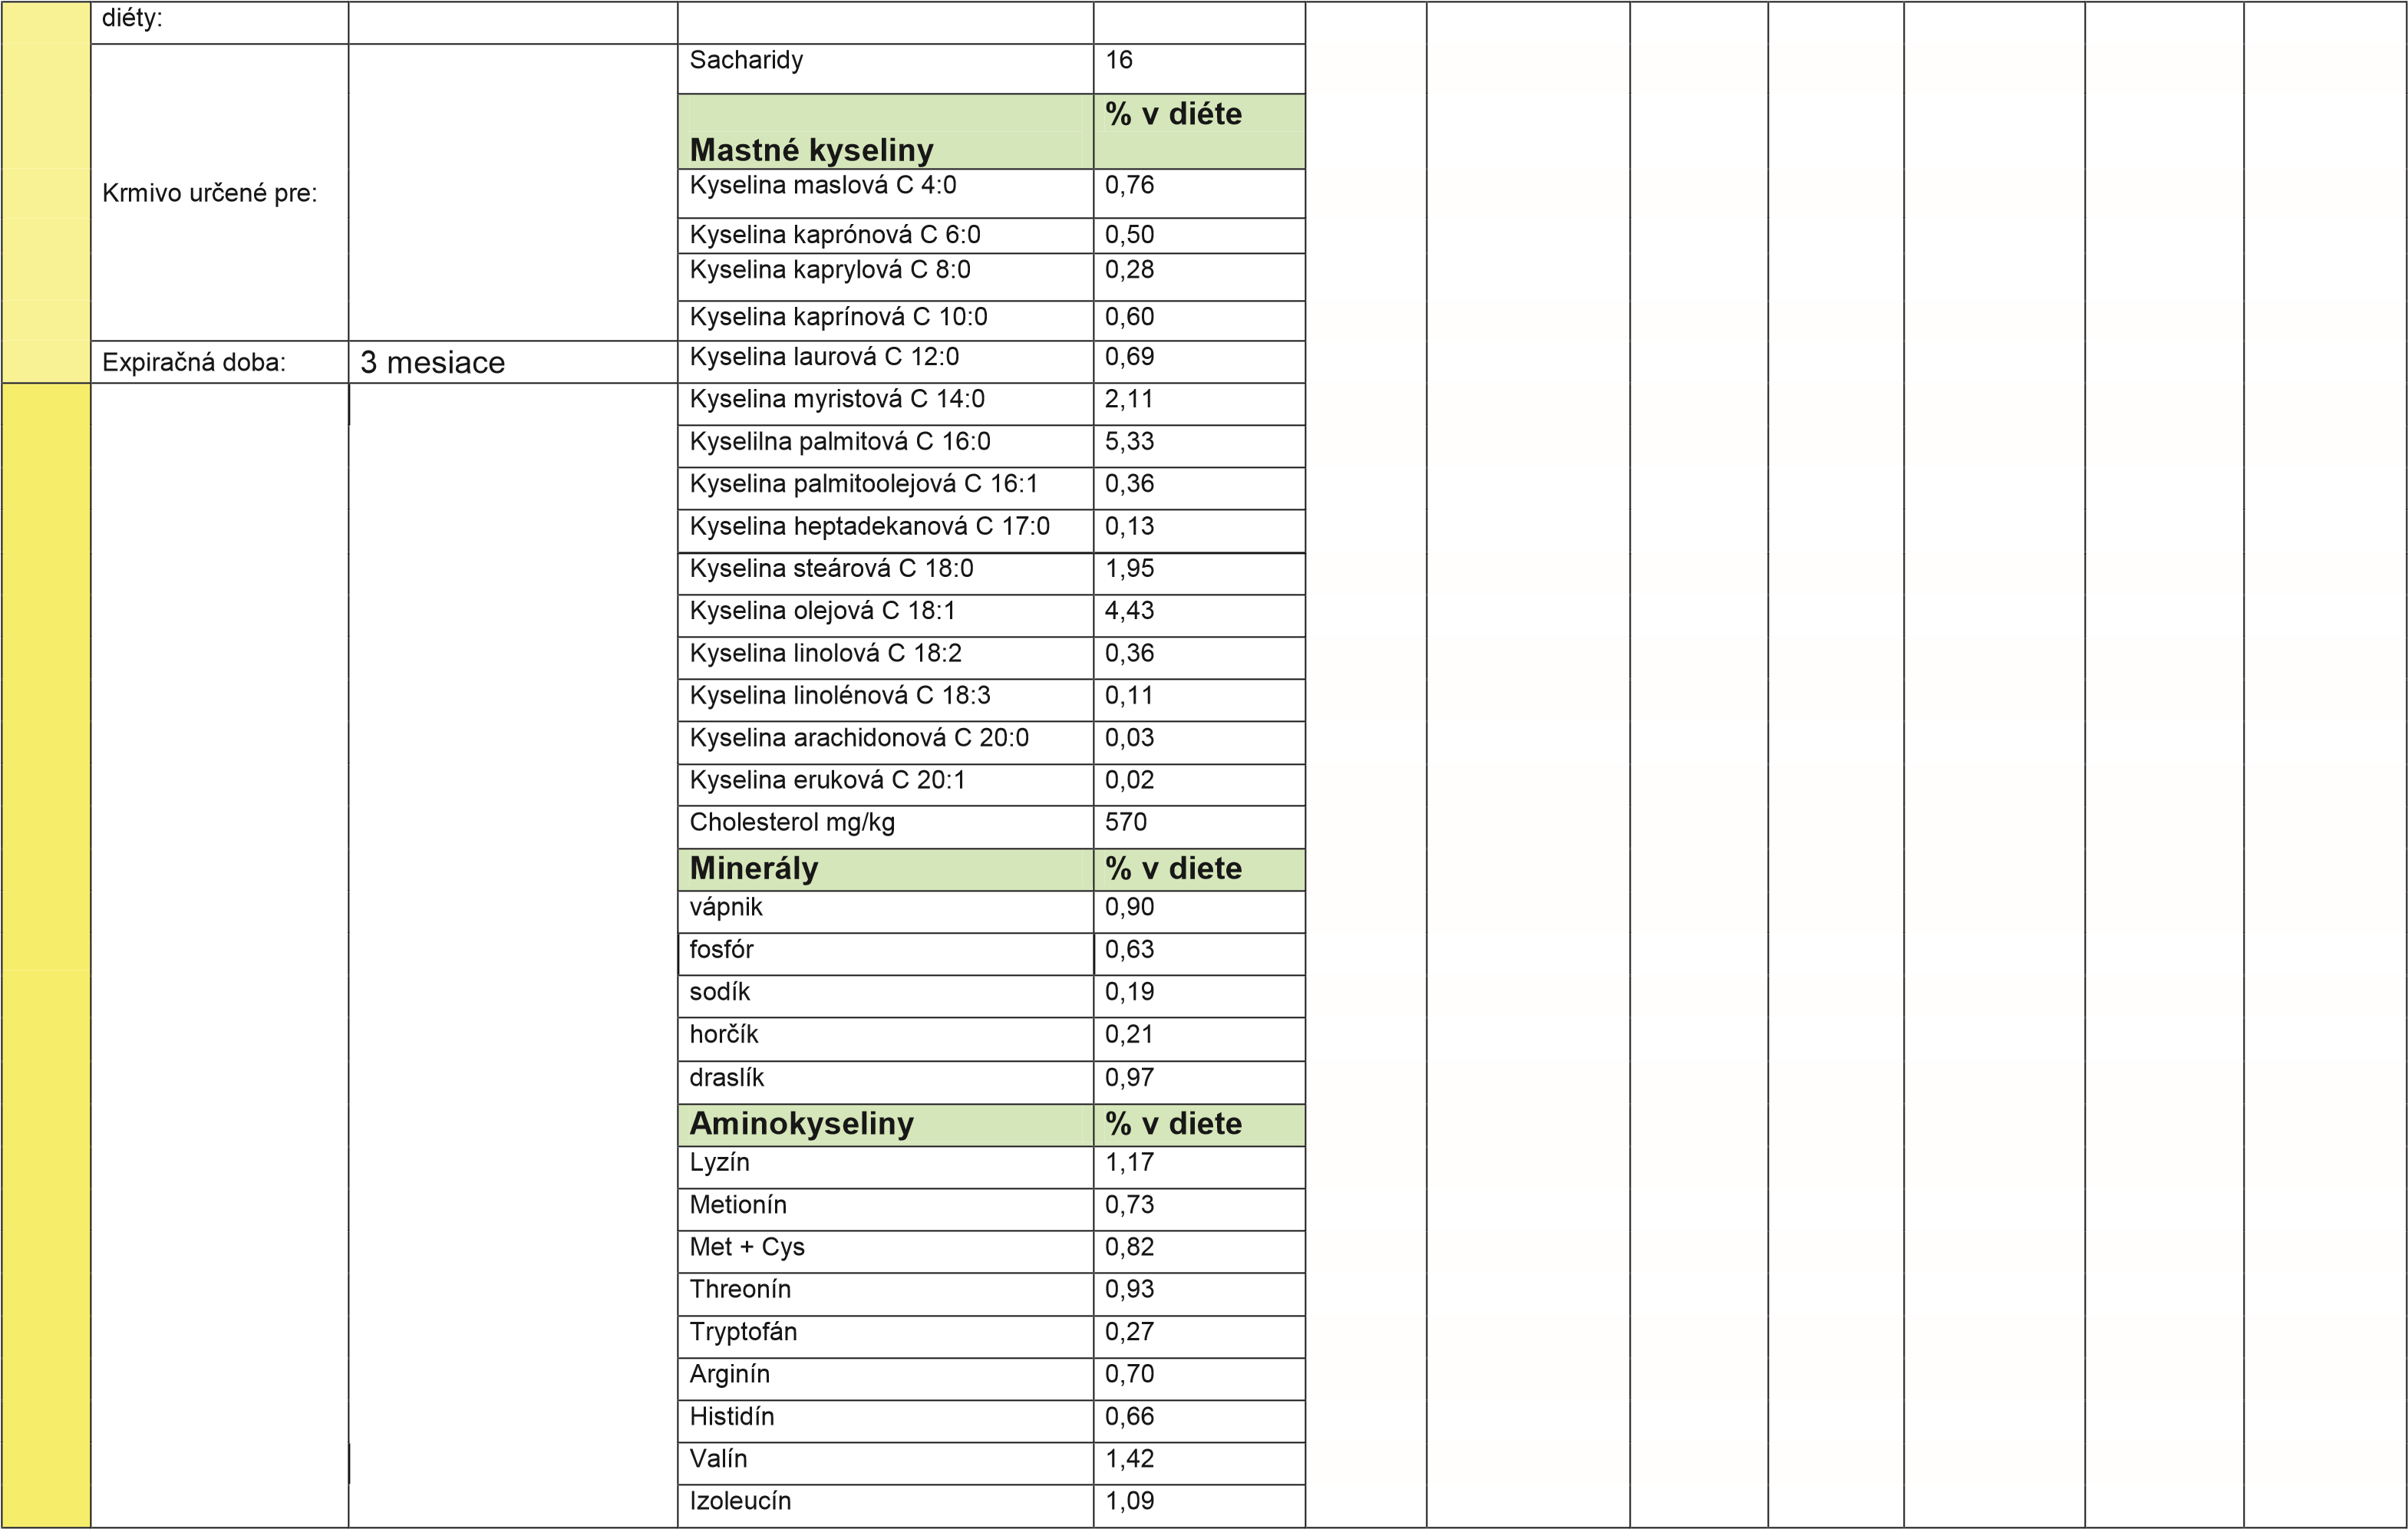 diéty:
Sacharidy 16
% v diéte
Mastné kyseliny
Kyselina maslová C 4:0 0,76
Krmivo určené pre:
Kyselina kaprónová C 6:0 0,50
Kyselina kaprylová C 8:0 0,28
Kyselina kaprínová C 10:0 0,60
Expiračná doba: 3 mesiace Kyselina laurová C 12:0 0,69
Kyselina myristová C 14:0 2,11
Kyselilna palmitová C 16:0 5,33
Kyselina palmitoolejová C 16:1 0,36
Kyselina heptadekanová C 17:0 0,13
Kyselina steárová C 18:0 1,95
Kyselina olejová C 18:1 4,43
Kyselina linolová C 18:2 0,36
Kyselina linolénová C 18:3 0,11
Kyselina arachidonová C 20:0 0,03
Kyselina eruková C 20:1 0,02
Cholesterol mg/kg 570
Minerály % v diete
vápnik 0,90
fosfór 0,63
sodík 0,19
horčík 0,21
draslík 0,97
Aminokyseliny % v diete
Lyzín 1,17
Metionín 0,73
Met + Cys 0,82
Threonín 0,93
Tryptofán 0,27
Arginín 0,70
Histidín 0,66
Valín 1,42
Izoleucín 1,09